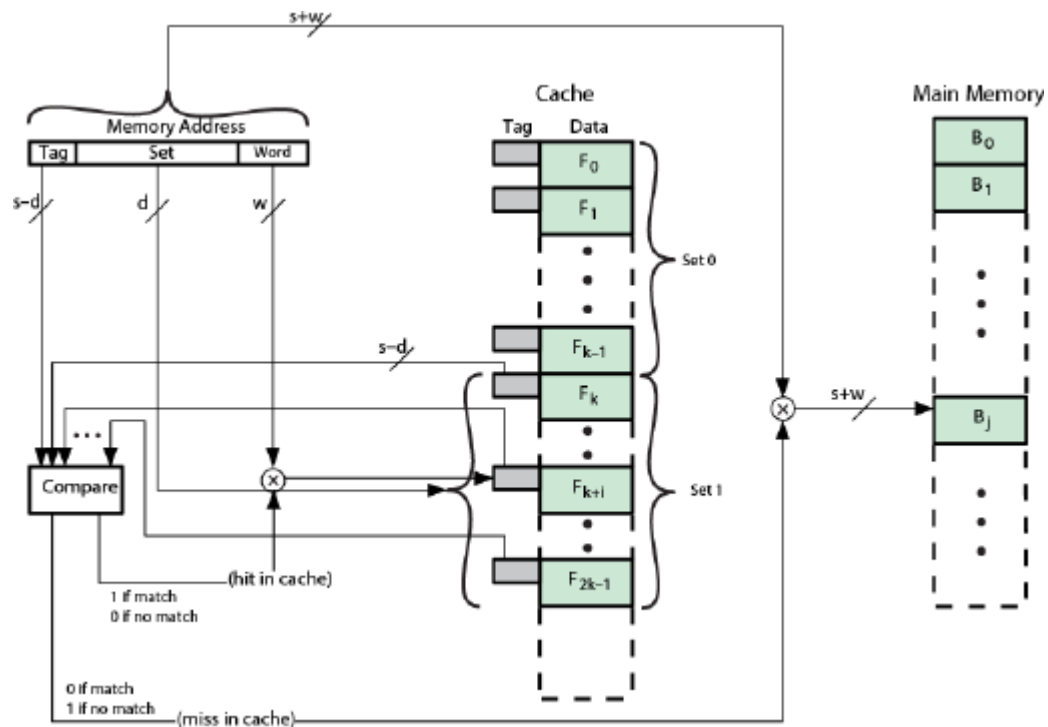 s+w
Cache
Main Memory
Memory Address
Tag Data
Tag Set Word
F0
B0
B1
s–d
d
w
F1
Set 0
s–d
Fk–1
Fk
s+w
Bj
Compare
Fk+i
Set 1
(hit in cache)
F2k–1
1 if match
0 if no match
0 if match
1 if no match
(miss in cache)